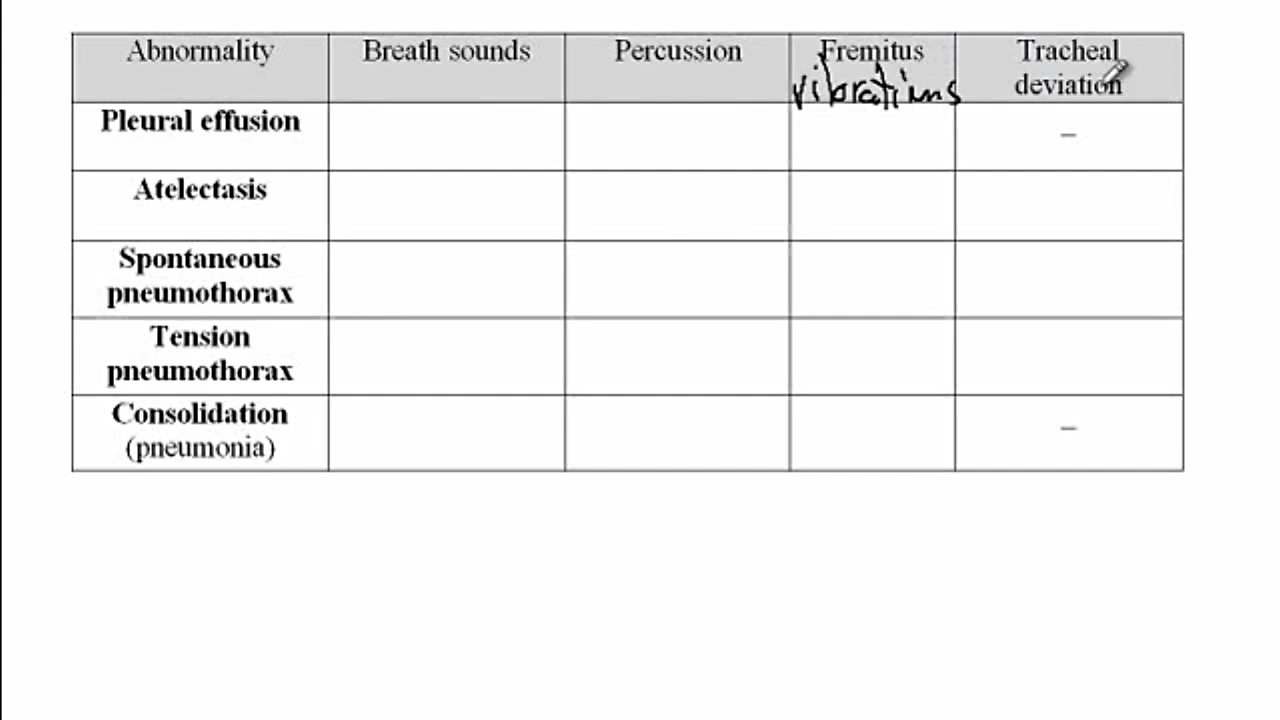 Abnormality Breath sounds Percussion Fremitus Tracheal
deviation
vibrations
Pleural effusion –
Atelectasis
Spontaneous
pneumothorax
Tension
pneumothorax
Consolidation
(pneumonia) –